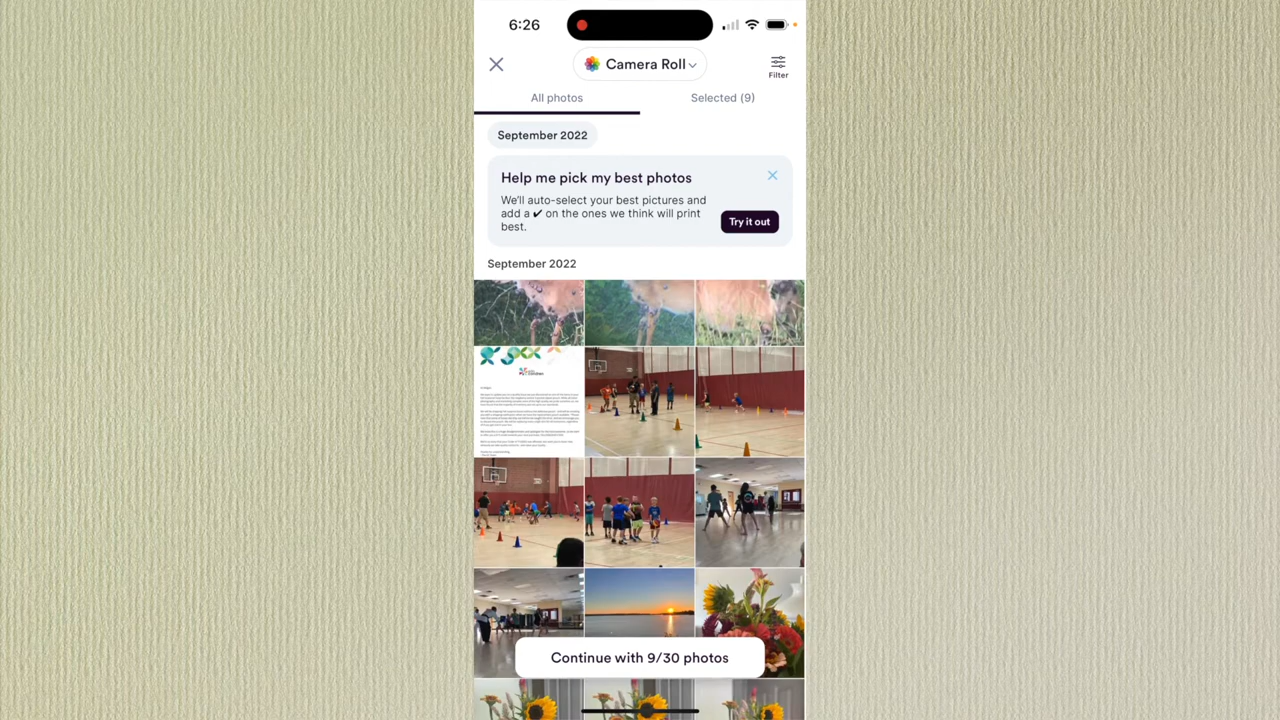 6:26
Camera Roll
Filter
All photos
Selected (9)
September 2022
Help me pick my best photos
We'll auto-select your best pictures and
add a ✔ on the ones we think will print
best.
Try it out
September 2022
Continue with 9/30 photos